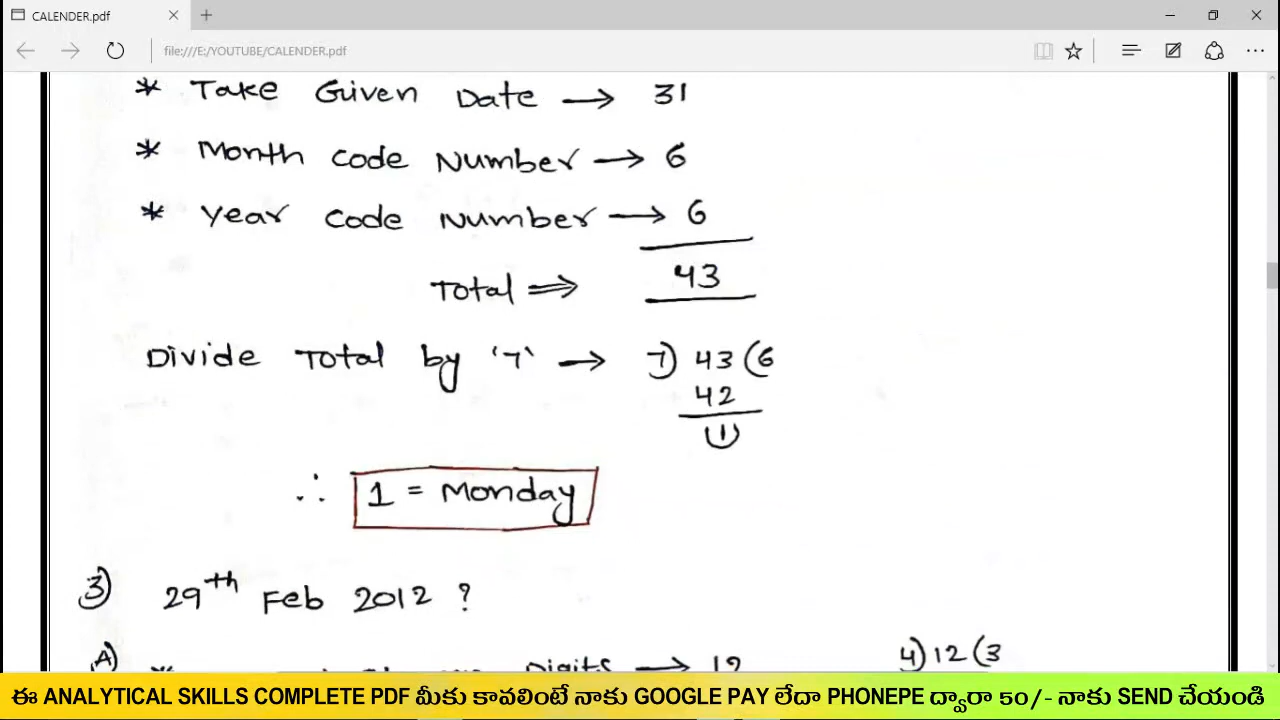 CALENDER.pdf
file:///E:/YOUTUBE/CALENDER.pdf
* Take Given Date → 31
* Month Code Number → 6
* Year Code Number → 6
Total ⇒ 43
Divide Total by '7' → 7) 43 (6
42
1
∴ 1 = Monday
3) 29th Feb 2012 ?
A) * Digits → 12 4) 12 (3
ఈ ANALYTICAL SKILLS COMPLETE PDF మీకు కావలింటే నాకు GOOGLE PAY లేదా PHONEPE ద్వారా 50/- నాకు SEND చేయండి